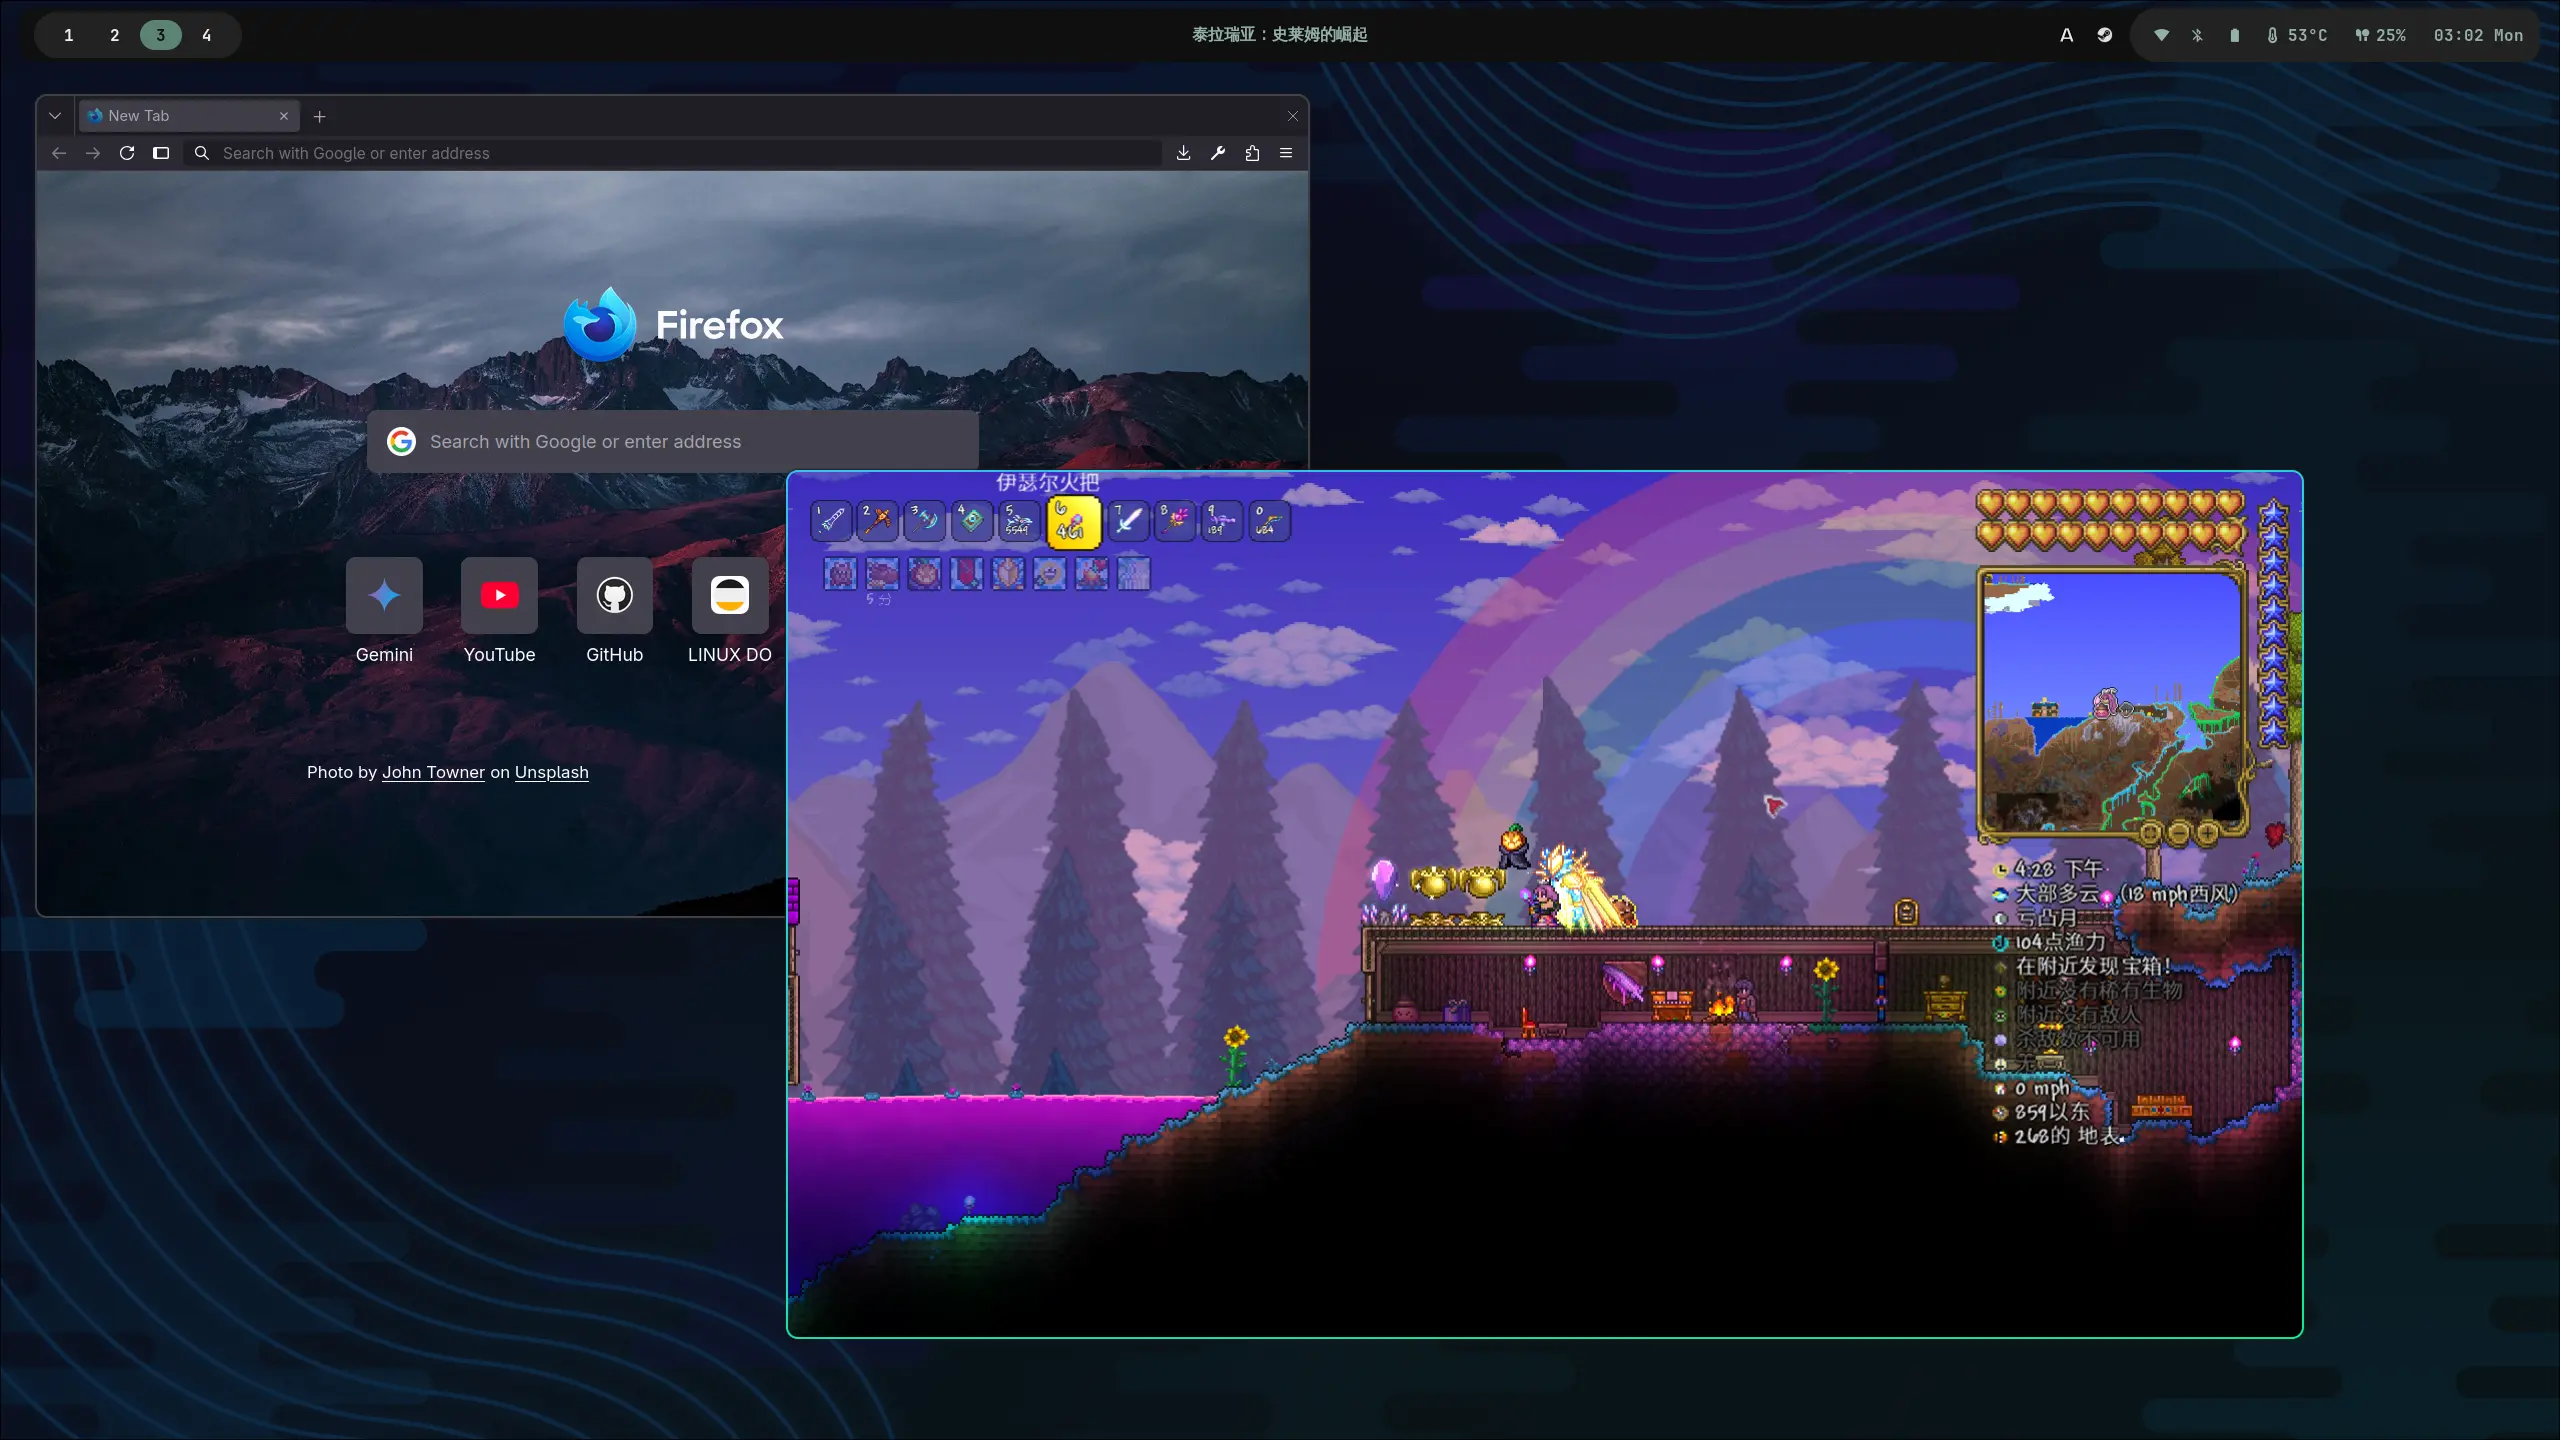 1 2 3 4
泰拉瑞亚：史莱姆的崛起
A
53°C
25%
03:02 Mon
New Tab
Search with Google or enter address
Firefox
Search with Google or enter address
Gemini
YouTube
GitHub
LINUX DO
Photo by John Towner on Unsplash
伊瑟尔火把
1 2 3 4 5 6 7 8 9 0
5549 461 189 684
5 分
4:28 下午
大部多云 (18 mph西风)
亏凸月
104点渔力
在附近发现 宝箱！
附近没有稀有生物
附近没有敌人
杀敌数不可用
无
0 mph
859以东
268的 地表